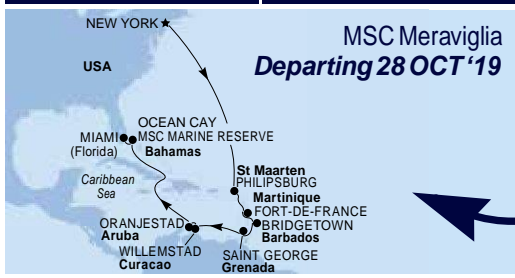 MSC Meraviglia
Departing 28 OCT ‘19
NEW YORK
USA
OCEAN CAY
MSC MARINE RESERVE
Bahamas
MIAMI
(Florida)
Caribbean
Sea
St Maarten
PHILIPSBURG
Martinique
FORT-DE-FRANCE
BRIDGETOWN
Barbados
ORANJESTAD
Aruba
WILLEMSTAD
Curacao
SAINT GEORGE
Grenada